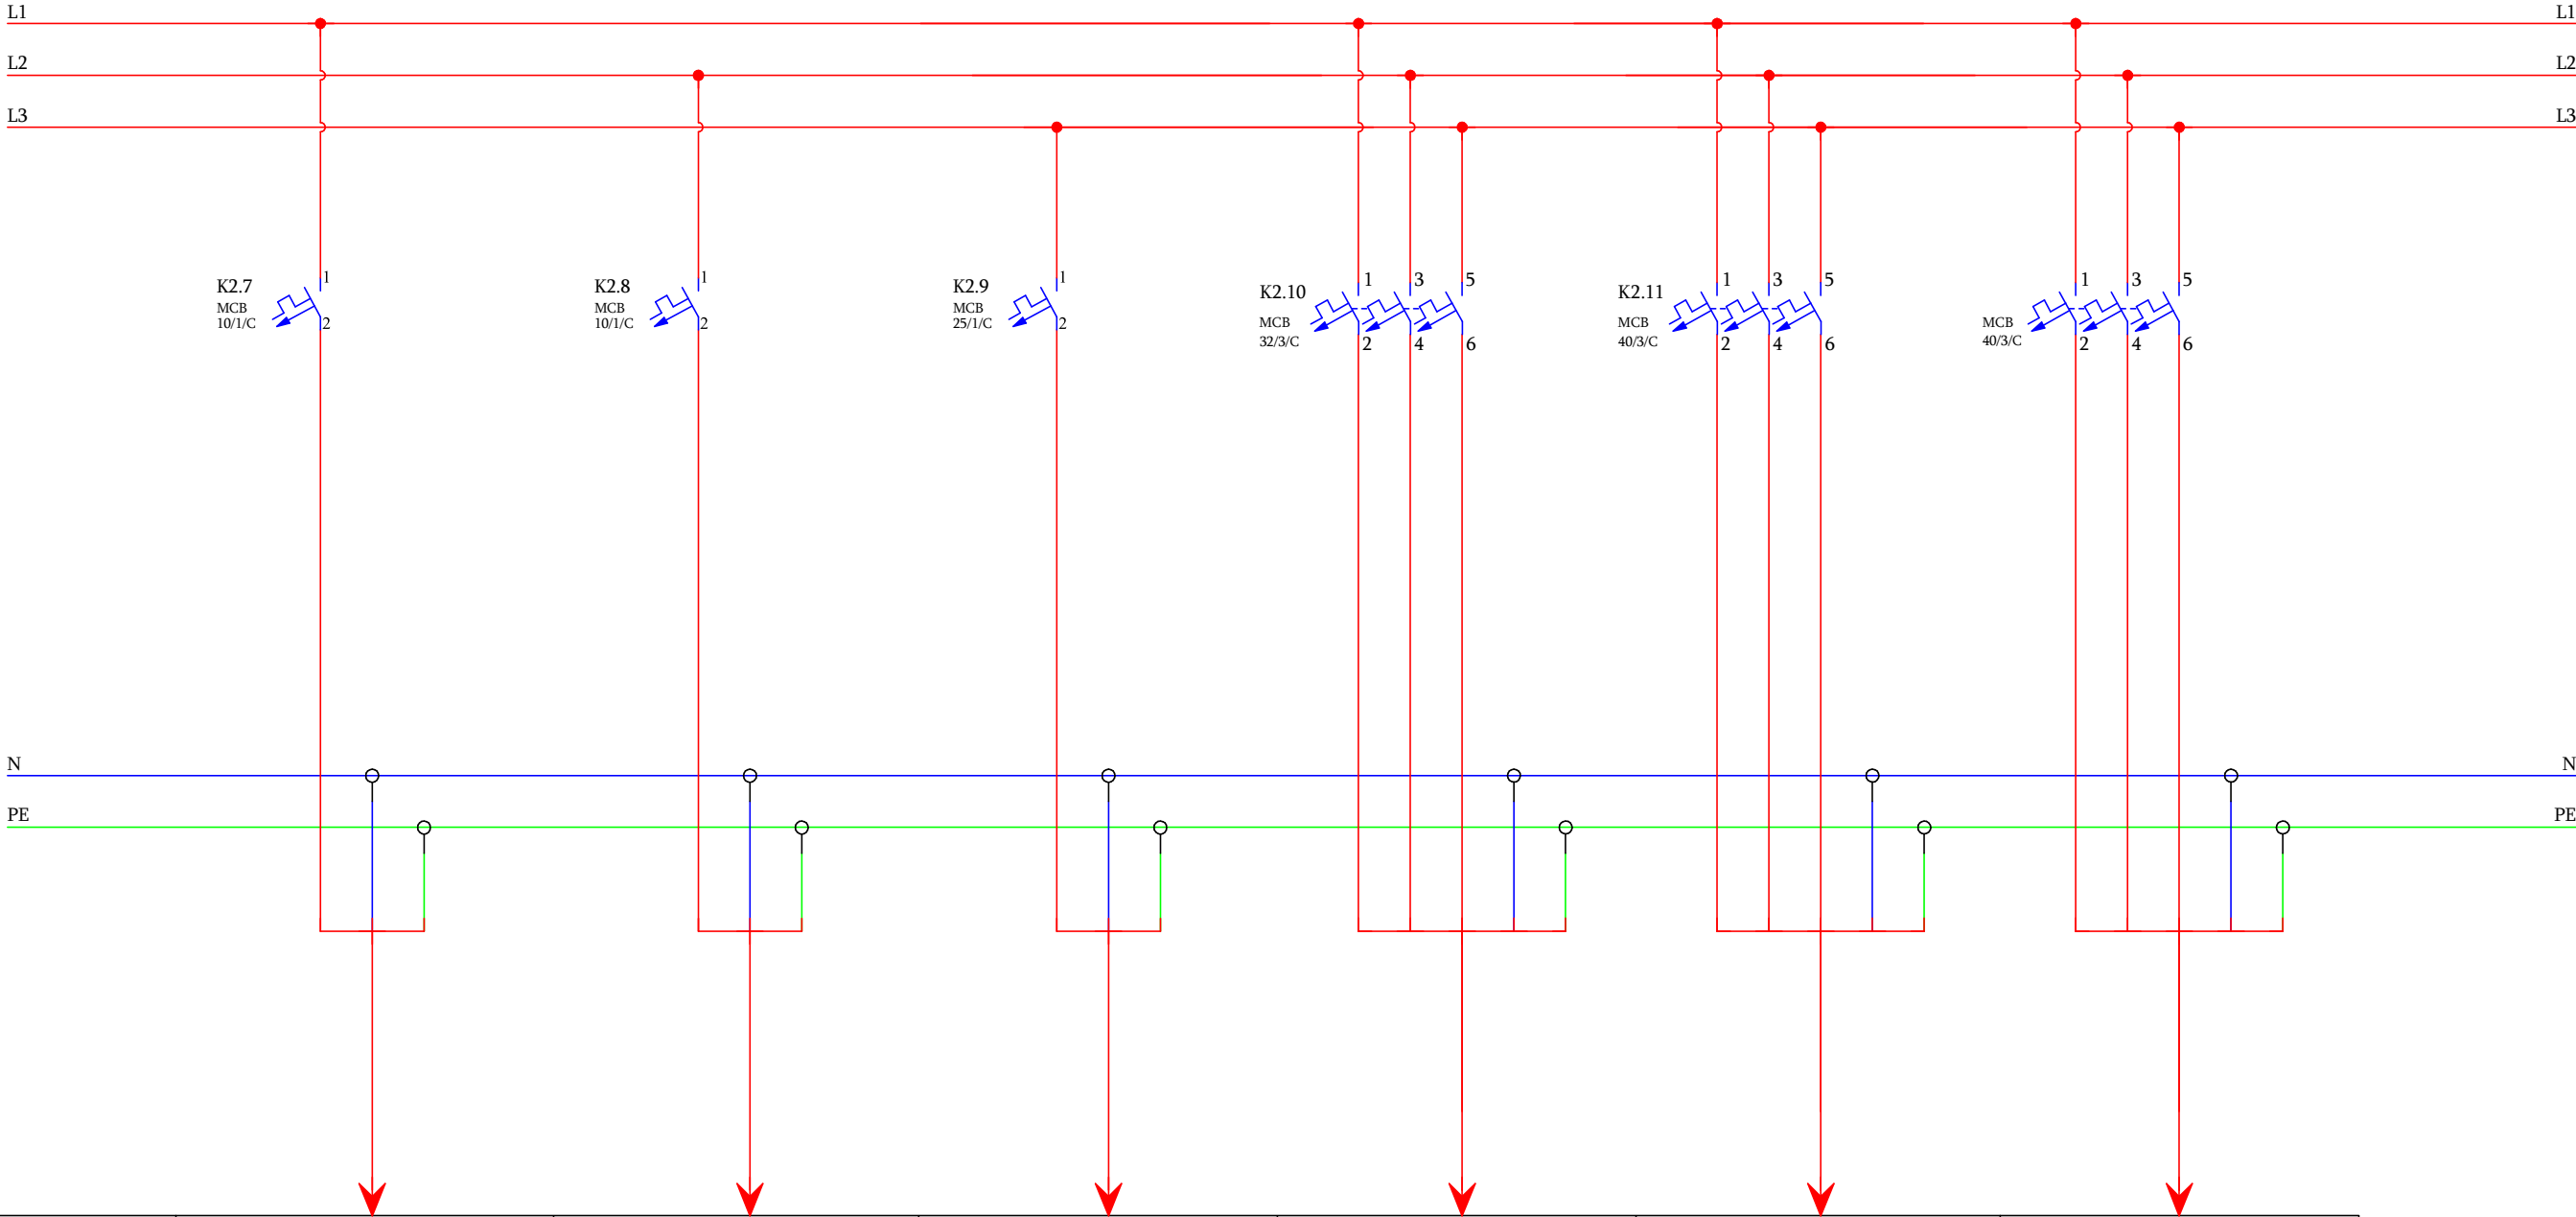 L1 L1
L2 L2
L3 L3
K2.7
MCB
10/1/C
1
2
K2.8
MCB
10/1/C
1
2
K2.9
MCB
25/1/C
1
2
K2.10
MCB
32/3/C
1 3 5
2 4 6
K2.11
MCB
40/3/C
1 3 5
2 4 6
MCB
40/3/C
1 3 5
2 4 6
N N
PE PE